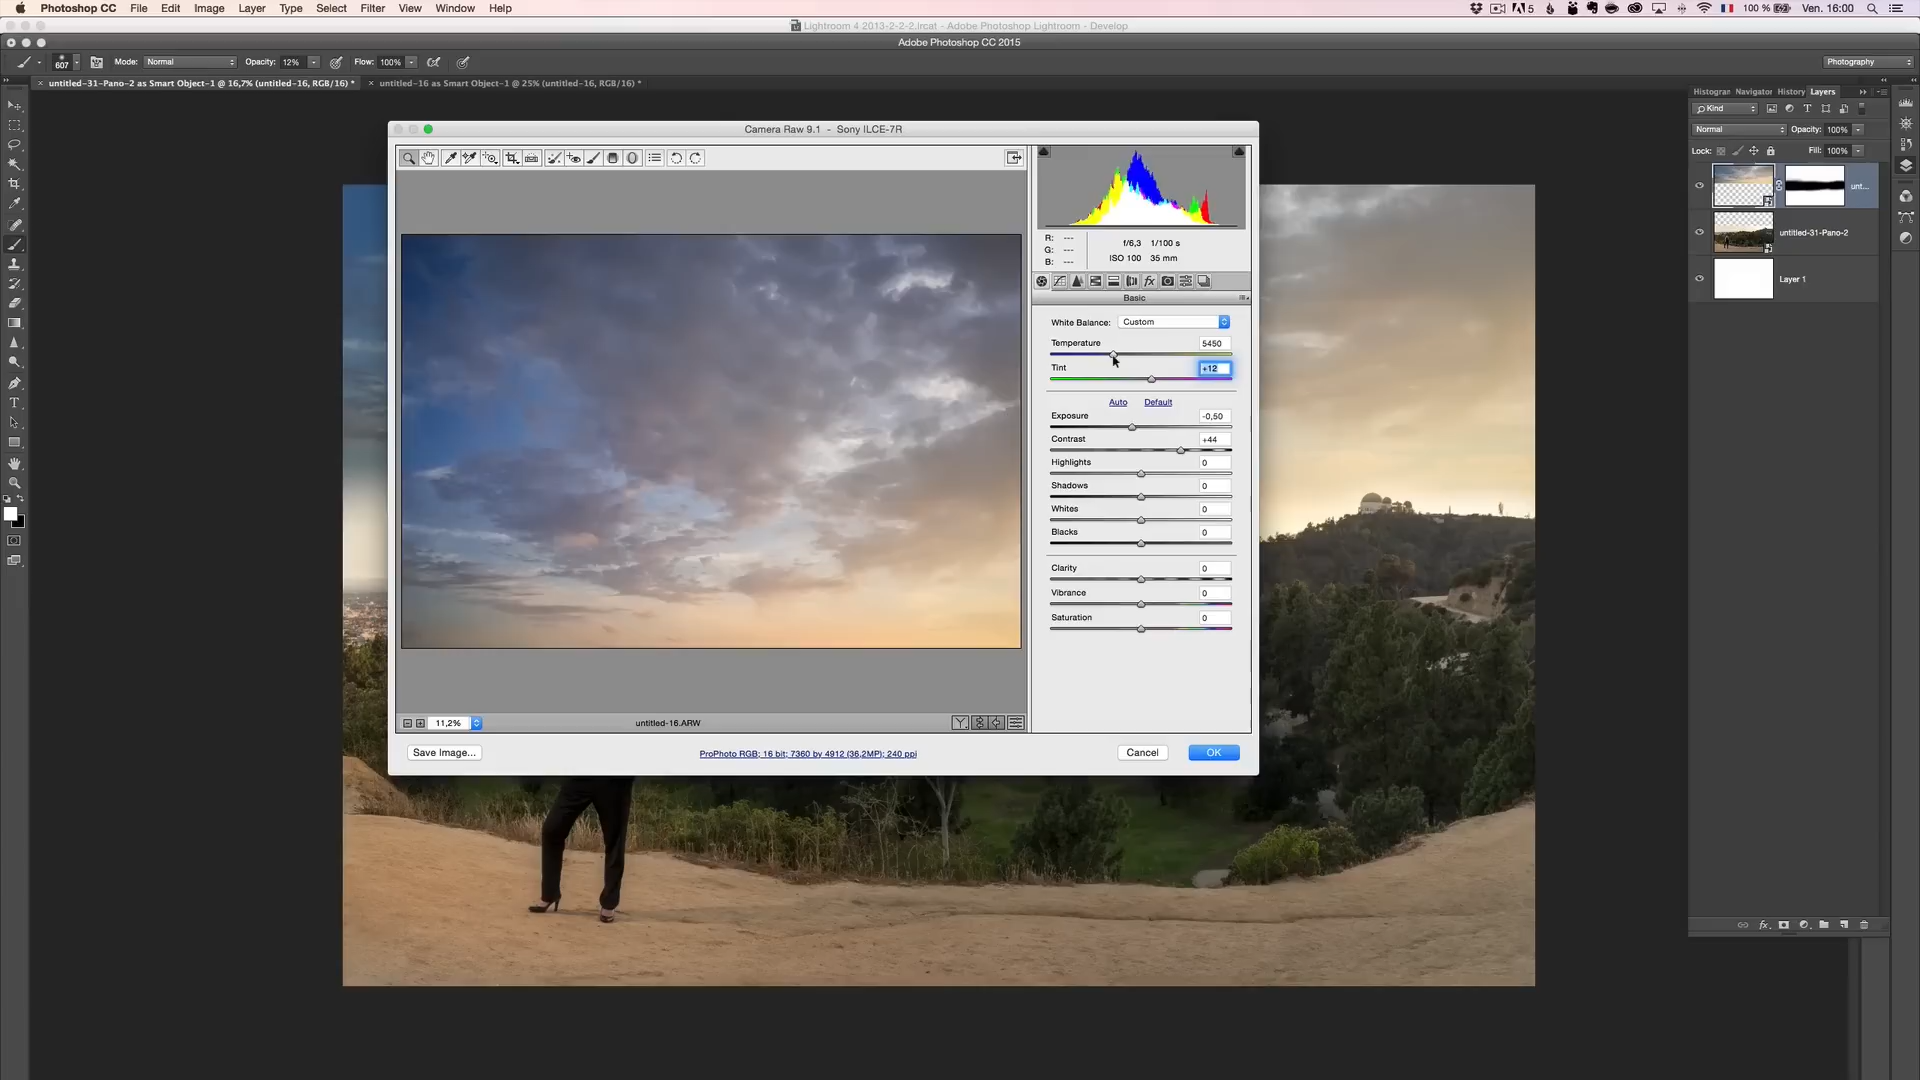 Photoshop CC File Edit Image Layer Type Select Filter View Window Help
5 100 % Ven. 16:00
Lightroom 4 2013-2-2-2.lrcat - Adobe Photoshop Lightroom - Develop
Adobe Photoshop CC 2015
607 Mode: Normal Opacity: 12% Flow: 100% Photography
untitled-31-Pano-2 as Smart Object-1 @ 16,7% (untitled-16, RGB/16) * untitled-16 as Smart Object-1 @ 25% (untitled-16, RGB/16) *
Histogran Navigator History Layers
Kind
Normal Opacity: 100%
Lock: Fill: 100%
unt...
untitled-31-Pano-2
Layer 1
Camera Raw 9.1 - Sony ILCE-7R
R: ---
G: ---
B: ---
f/6,3 1/100 s
ISO 100 35 mm
fx
Basic
White Balance: Custom
Temperature 5450
Tint +12
Auto Default
Exposure -0,50
Contrast +44
Highlights 0
Shadows 0
Whites 0
Blacks 0
Clarity 0
Vibrance 0
Saturation 0
11,2% untitled-16.ARW
Save Image... ProPhoto RGB; 16 bit; 7360 by 4912 (36,2MP); 240 ppi Cancel OK
fx